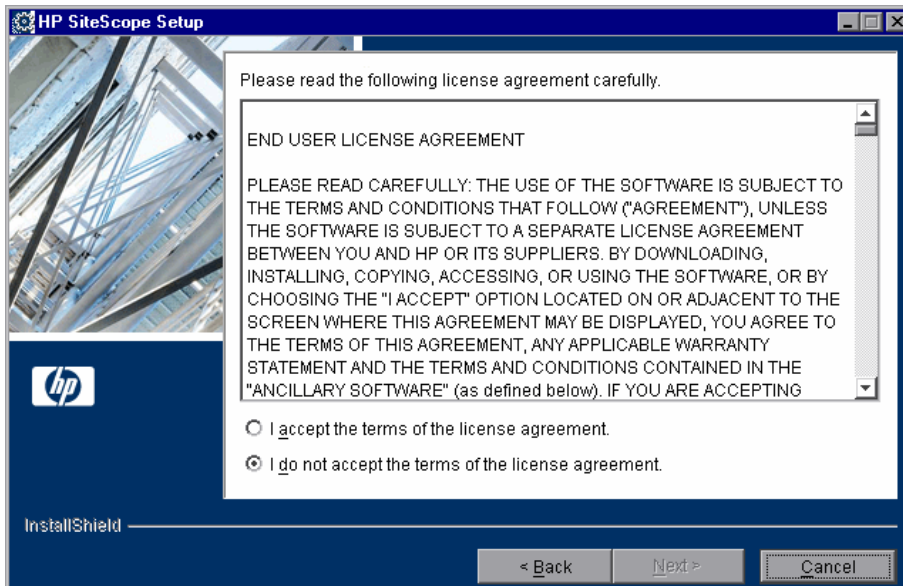 HP SiteScope Setup
Please read the following license agreement carefully.
END USER LICENSE AGREEMENT
PLEASE READ CAREFULLY: THE USE OF THE SOFTWARE IS SUBJECT TO
THE TERMS AND CONDITIONS THAT FOLLOW ("AGREEMENT"), UNLESS
THE SOFTWARE IS SUBJECT TO A SEPARATE LICENSE AGREEMENT
BETWEEN YOU AND HP OR ITS SUPPLIERS. BY DOWNLOADING,
INSTALLING, COPYING, ACCESSING, OR USING THE SOFTWARE, OR BY
CHOOSING THE "I ACCEPT" OPTION LOCATED ON OR ADJACENT TO THE
SCREEN WHERE THIS AGREEMENT MAY BE DISPLAYED, YOU AGREE TO
THE TERMS OF THIS AGREEMENT, ANY APPLICABLE WARRANTY
STATEMENT AND THE TERMS AND CONDITIONS CONTAINED IN THE
"ANCILLARY SOFTWARE" (as defined below). IF YOU ARE ACCEPTING
hp
I accept the terms of the license agreement.
I do not accept the terms of the license agreement.
InstallShield
< Back Next > Cancel